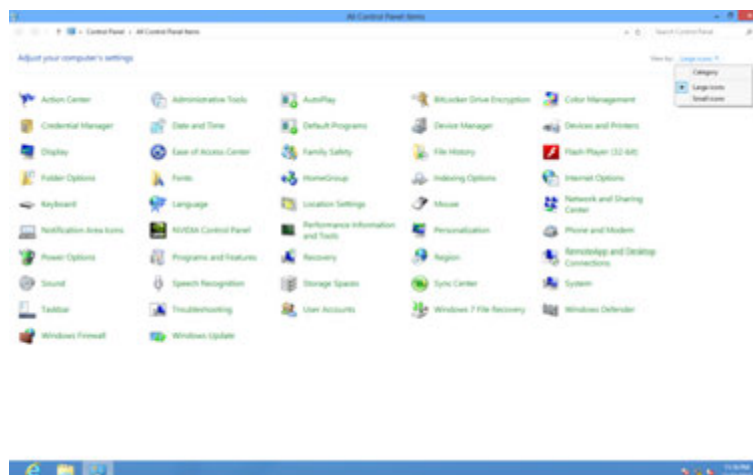 All Control Panel Items
Control Panel All Control Panel Items Search Control Panel
Adjust your computer's settings View by: Large icons
Category
Large icons
Small icons
Action Center Administrative Tools AutoPlay BitLocker Drive Encryption Color Management
Credential Manager Date and Time Default Programs Device Manager Devices and Printers
Display Ease of Access Center Family Safety File History Flash Player (32-bit)
Folder Options Fonts HomeGroup Indexing Options Internet Options
Keyboard Language Location Settings Mouse Network and Sharing
Center
Notification Area Icons NVIDIA Control Panel Performance Information
and Tools Personalization Phone and Modem
Power Options Programs and Features Recovery Region RemoteApp and Desktop
Connections
Sound Speech Recognition Storage Spaces Sync Center System
Taskbar Troubleshooting User Accounts Windows 7 File Recovery Windows Defender
Windows Firewall Windows Update